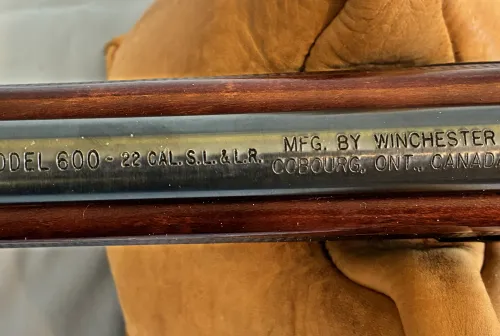 ODEL 600 - 22 CAL. S.L. & L.R.
MFG. BY WINCHESTER
COBOURG, ONT., CANADA